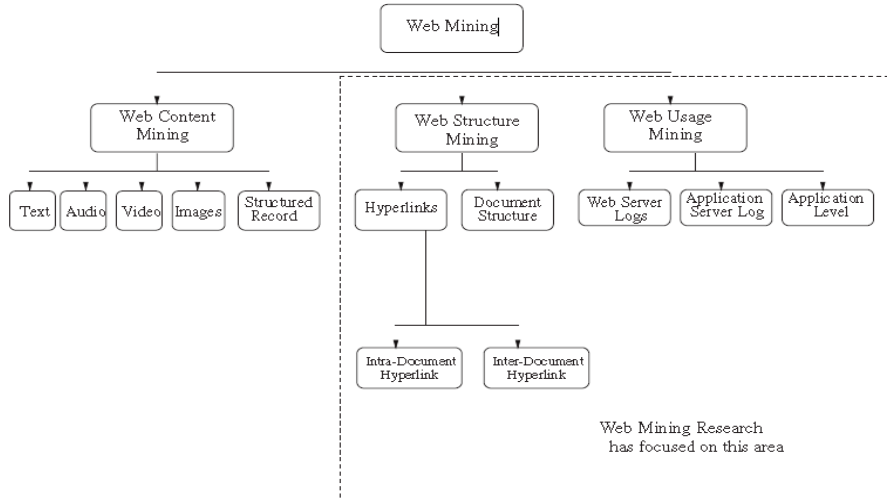 Web Mining
Web Content
Mining
Web Structure
Mining
Web Usage
Mining
Text
Audio
Video
Images
Structured
Record
Hyperlinks
Document
Structure
Web Server
Logs
Application
Server Log
Application
Level
Intra-Document
Hyperlink
Inter-Document
Hyperlink
Web Mining Research
has focused on this area